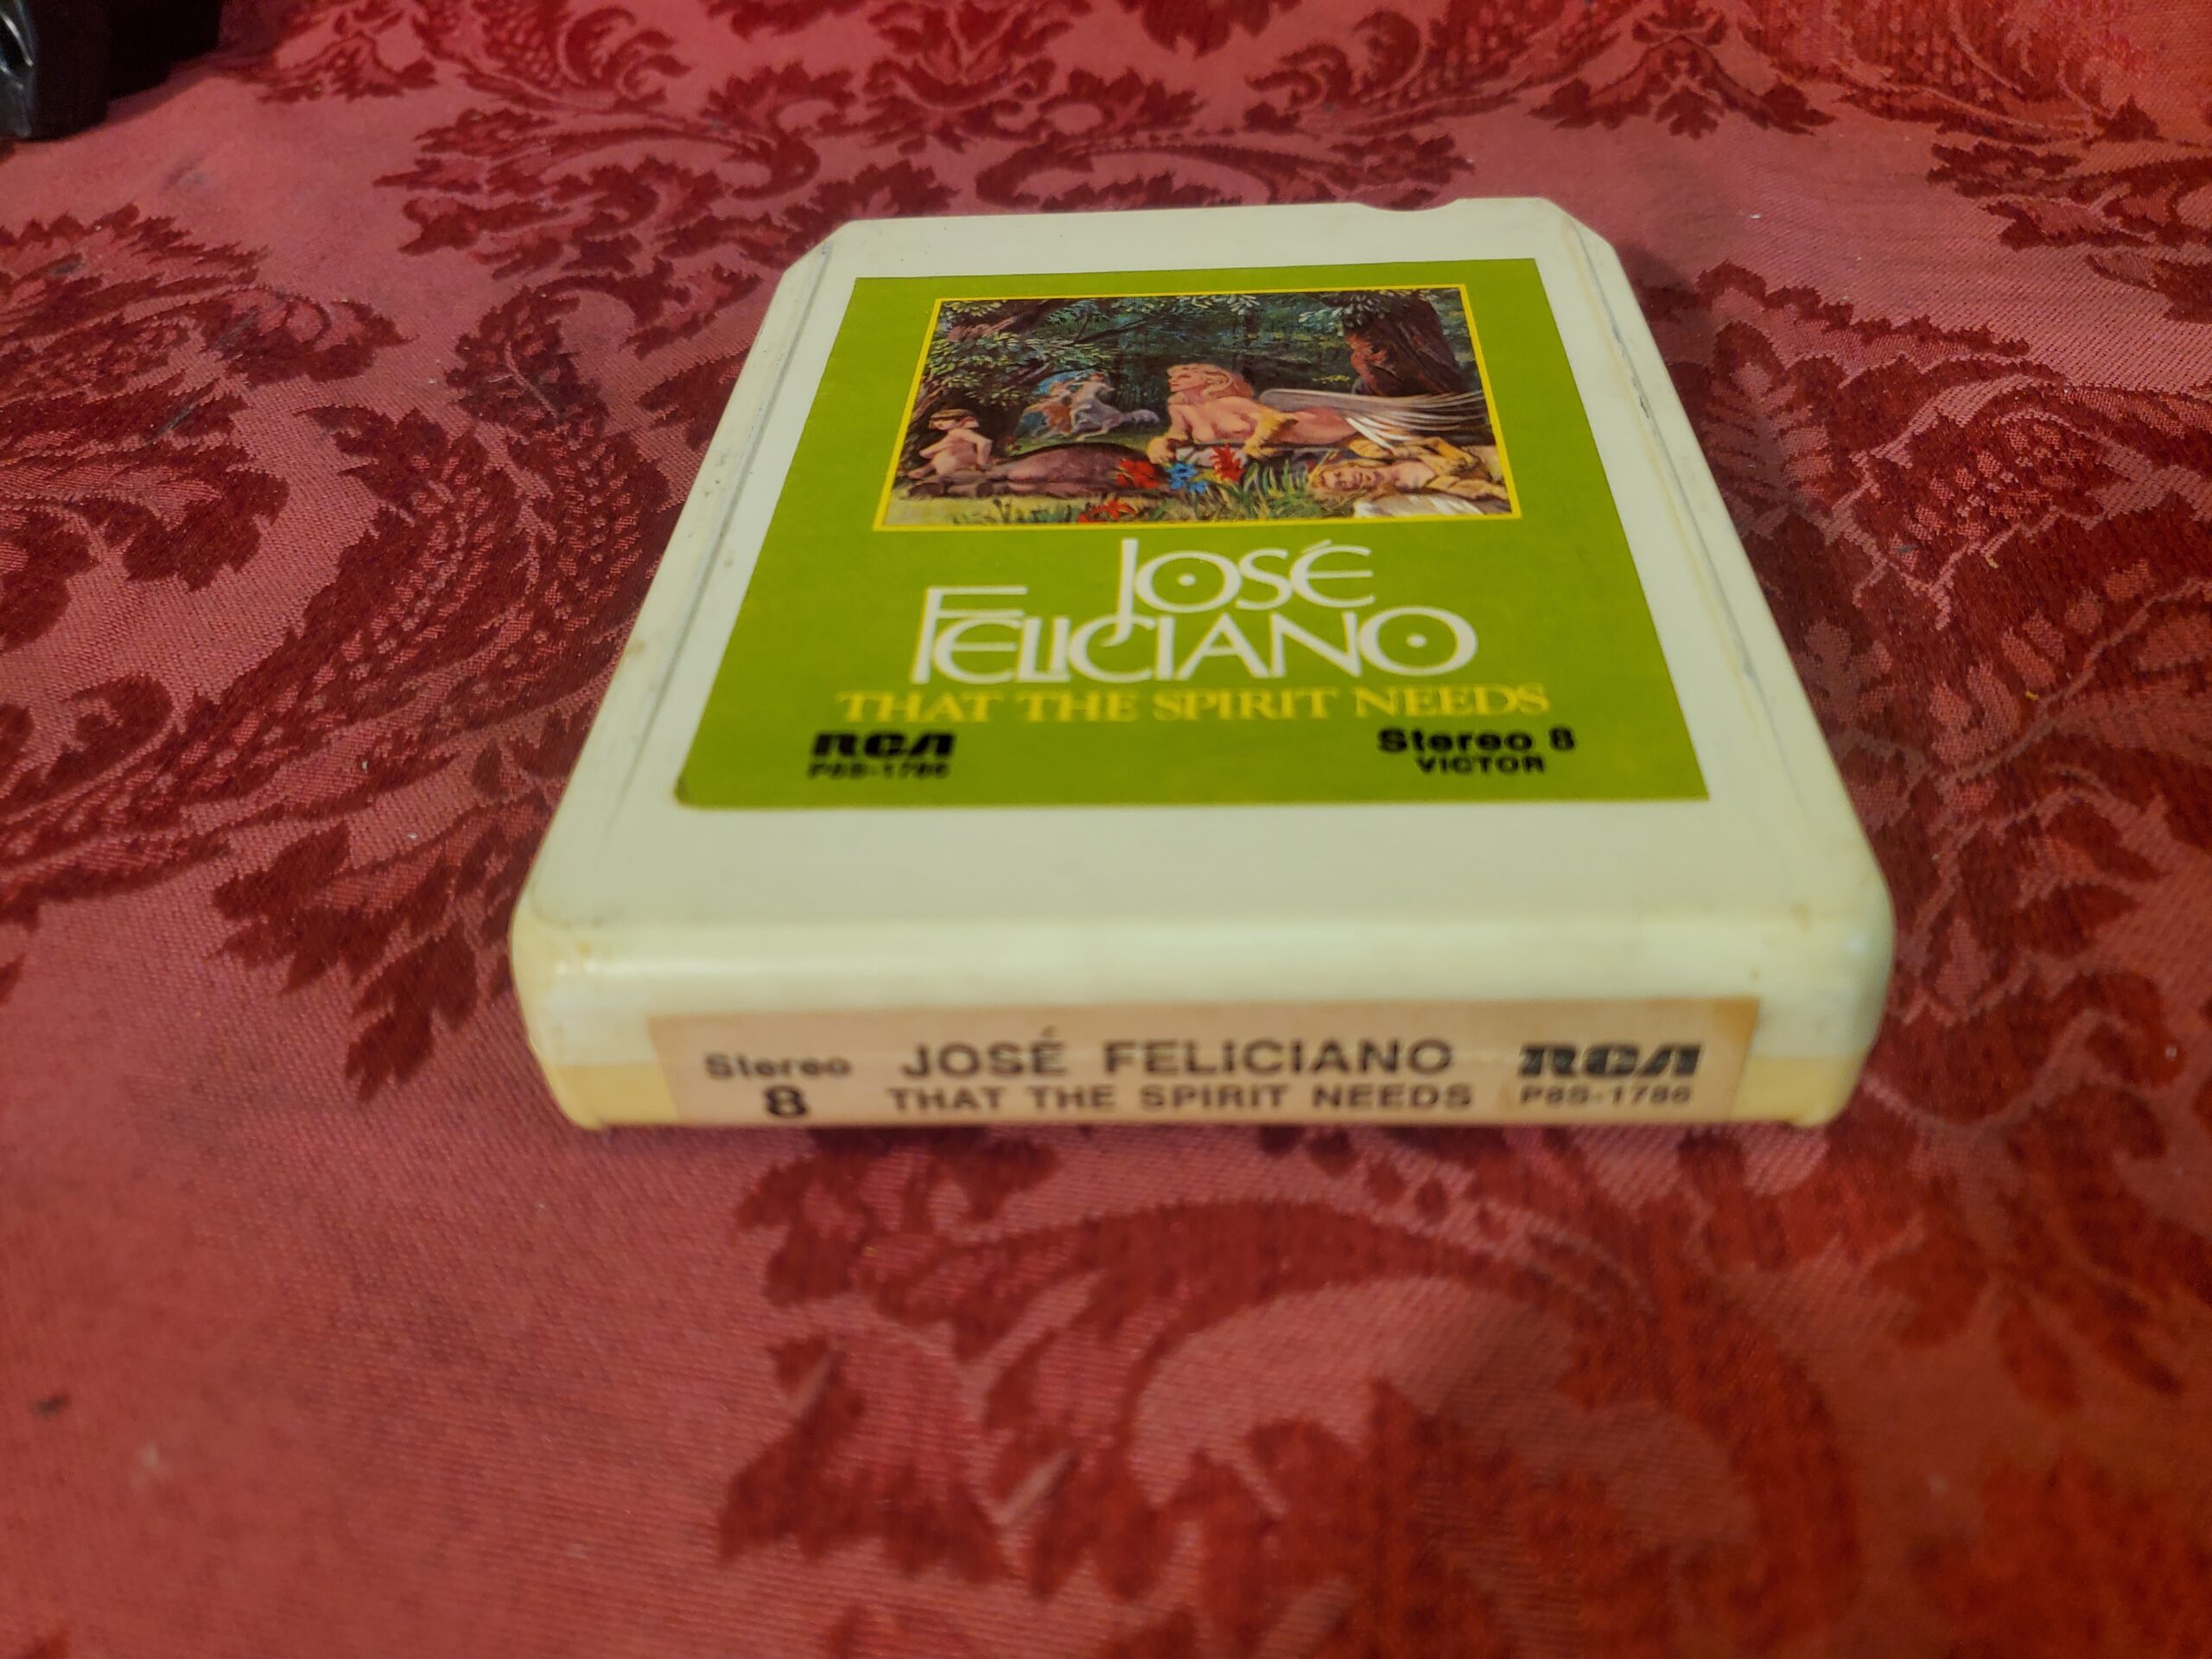 JOSÉ
FELICIANO
THAT THE SPIRIT NEEDS
RCA Stereo 8
P8S-1786 VICTOR
Stereo JOSÉ FELICIANO RCA
8 THAT THE SPIRIT NEEDS P8S-1786